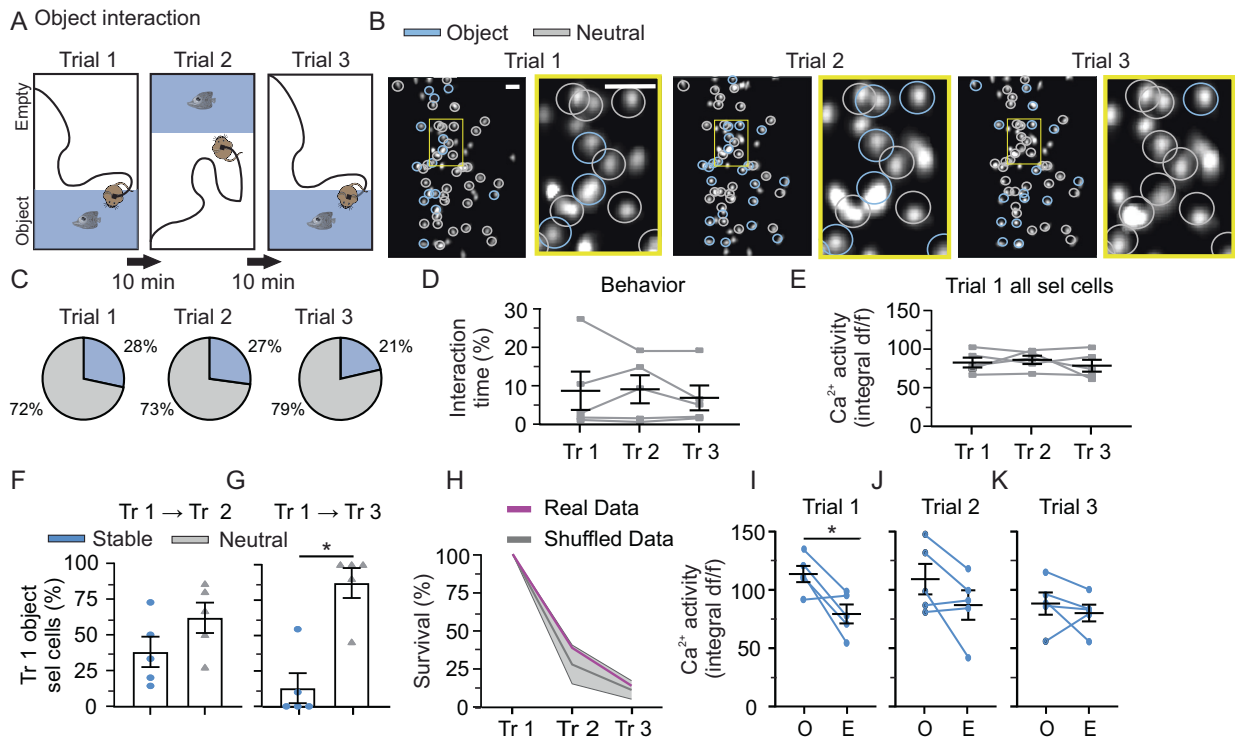 A Object interaction
Trial 1 Trial 2 Trial 3
Empty
Object
10 min 10 min
B Object Neutral
Trial 1 Trial 2 Trial 3
C
Trial 1 Trial 2 Trial 3
28% 27% 21%
72% 73% 79%
D Behavior
Interaction
time (%)
30
20
10
0
Tr 1 Tr 2 Tr 3
E Trial 1 all sel cells
Ca2+ activity
(integral df/f)
150
100
50
0
Tr 1 Tr 2 Tr 3
F G
Tr 1 → Tr 2 Tr 1 → Tr 3
Stable Neutral
*
Tr 1 object
sel cells (%)
100
75
50
25
0
H
Real Data
Shuffled Data
Survival (%)
100
75
50
25
0
Tr 1 Tr 2 Tr 3
I J K
Trial 1 Trial 2 Trial 3
*
Ca2+ activity
(integral df/f)
150
100
50
0
O E O E O E